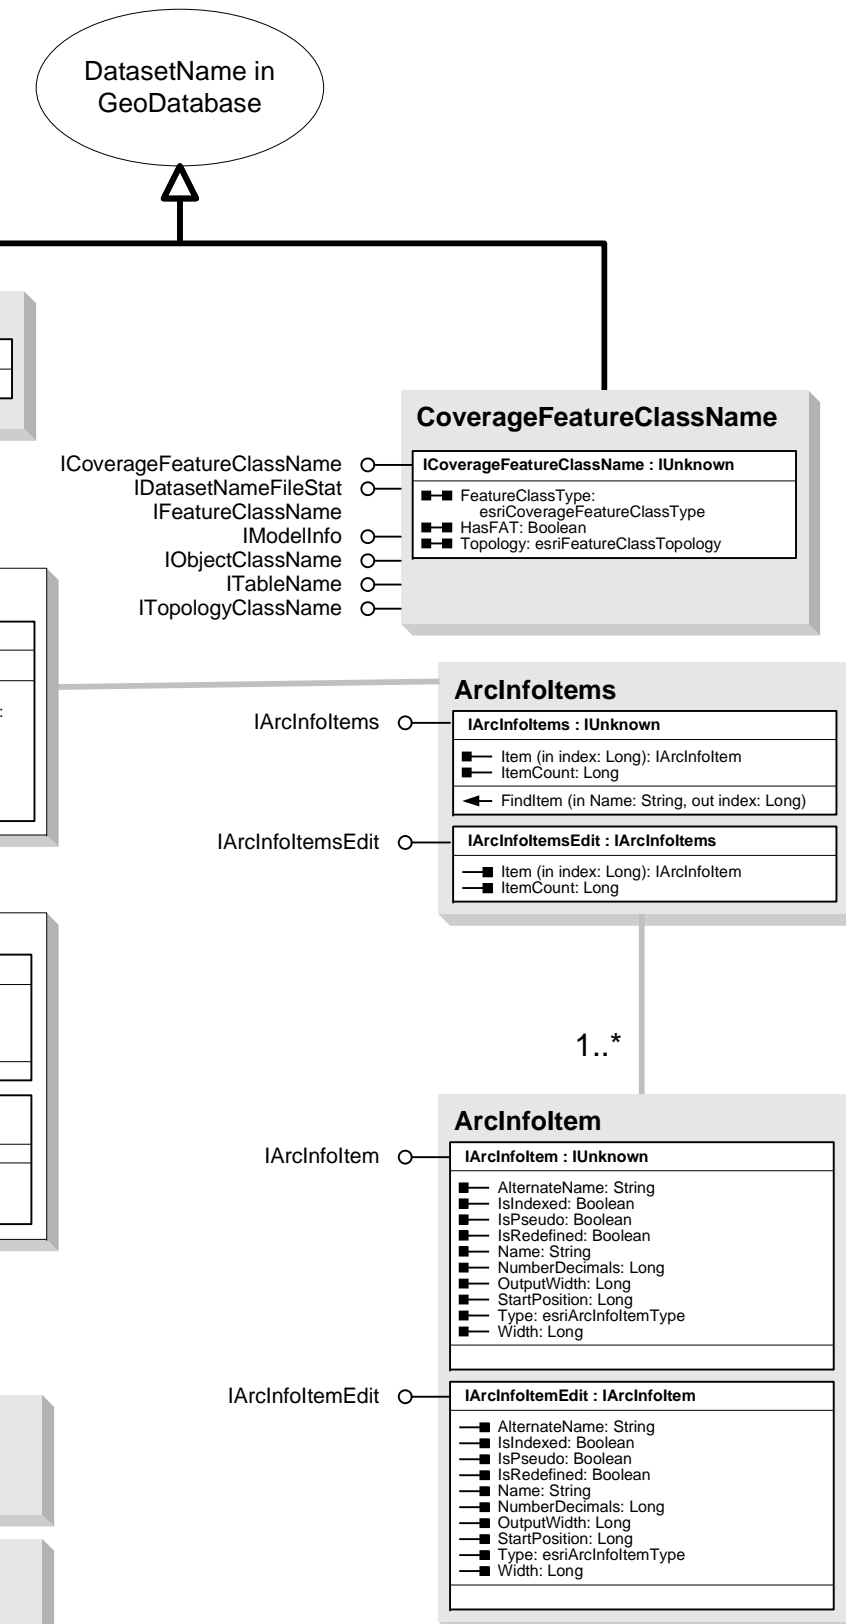 DatasetName in
GeoDatabase
CoverageFeatureClassName
ICoverageFeatureClassName
IDatasetNameFileStat
IFeatureClassName
IModelInfo
IObjectClassName
ITableName
ITopologyClassName
ICoverageFeatureClassName : IUnknown
FeatureClassType:
esriCoverageFeatureClassType
HasFAT: Boolean
Topology: esriFeatureClassTopology
:
ArcInfoItems
IArcInfoItems
IArcInfoItems : IUnknown
Item (in index: Long): IArcInfoItem
ItemCount: Long
FindItem (in Name: String, out index: Long)
IArcInfoItemsEdit
IArcInfoItemsEdit : IArcInfoItems
Item (in index: Long): IArcInfoItem
ItemCount: Long
1..*
ArcInfoItem
IArcInfoItem
IArcInfoItem : IUnknown
AlternateName: String
IsIndexed: Boolean
IsPseudo: Boolean
IsRedefined: Boolean
Name: String
NumberDecimals: Long
OutputWidth: Long
StartPosition: Long
Type: esriArcInfoItemType
Width: Long
IArcInfoItemEdit
IArcInfoItemEdit : IArcInfoItem
AlternateName: String
IsIndexed: Boolean
IsPseudo: Boolean
IsRedefined: Boolean
Name: String
NumberDecimals: Long
OutputWidth: Long
StartPosition: Long
Type: esriArcInfoItemType
Width: Long